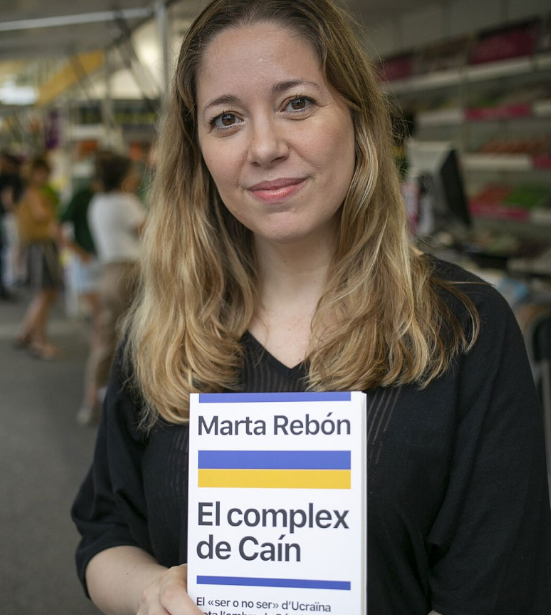 Marta Rebón
El complex
de Caín
El «ser o no ser» d'Ucraïna